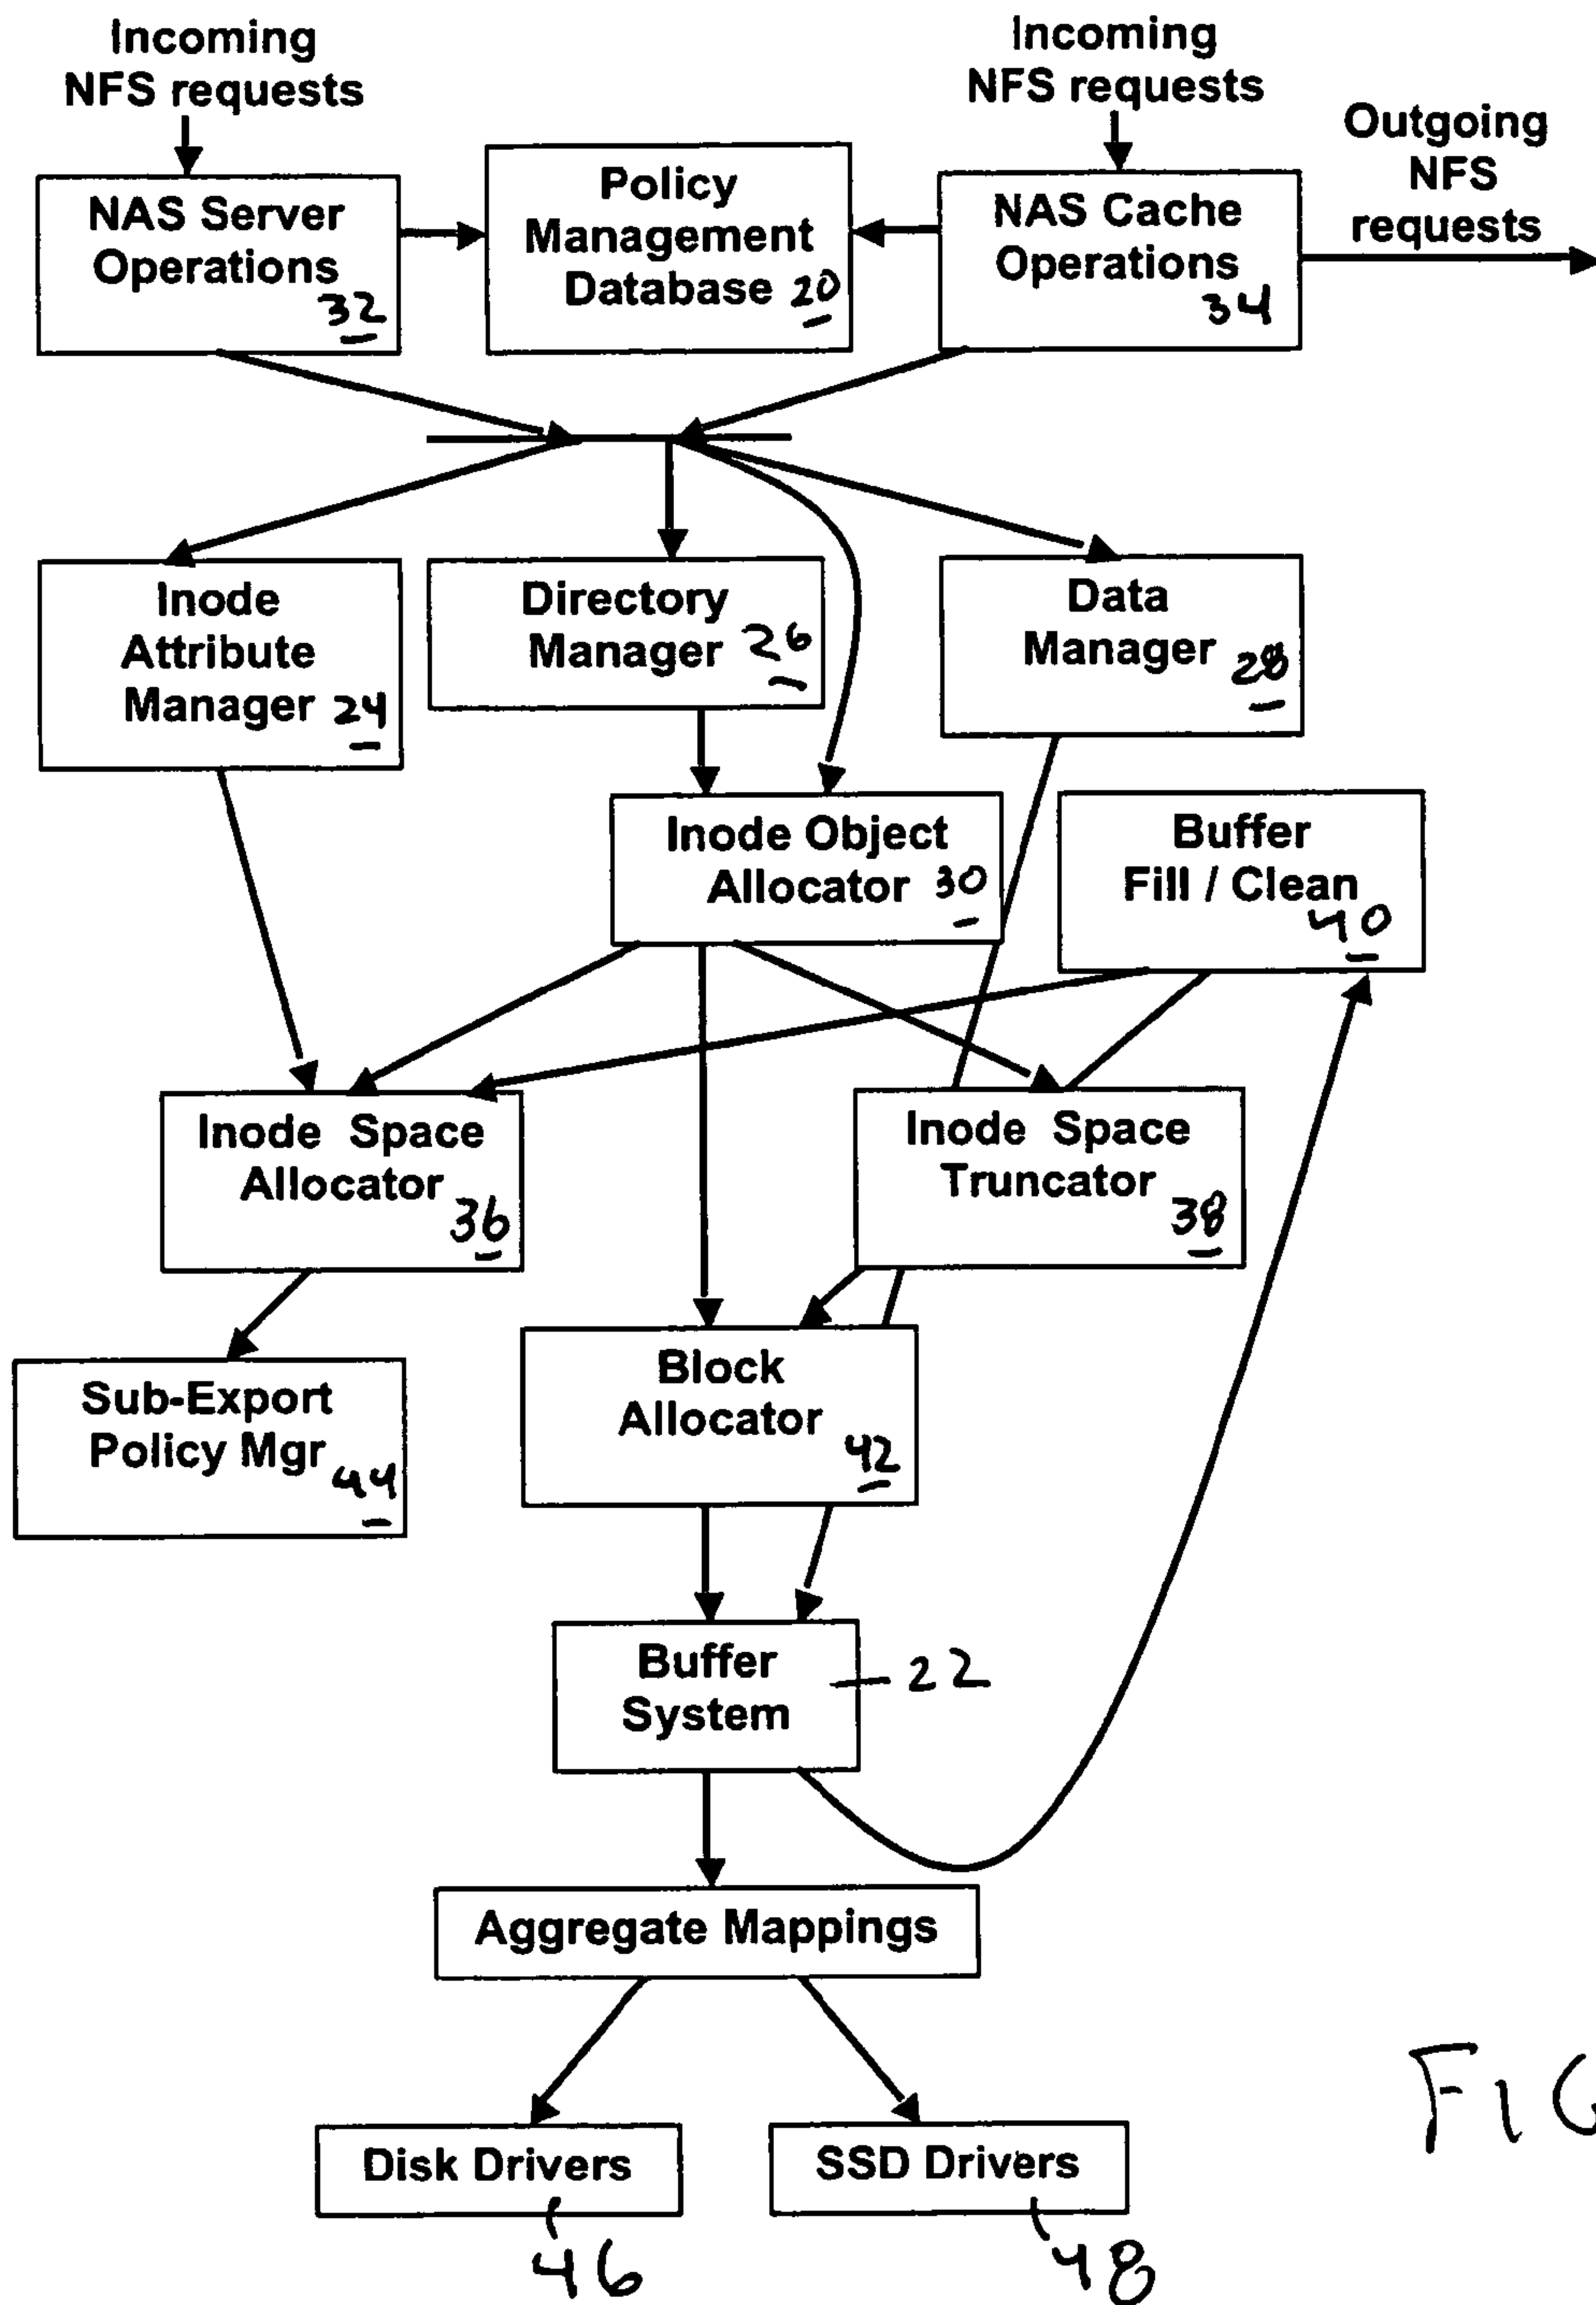 Incoming
NFS requests
Incoming
NFS requests
Outgoing
NFS
requests
NAS Server
Operations
32
Policy
Management
Database 20
NAS Cache
Operations
34
Inode
Attribute
Manager 24
Directory
Manager 26
Data
Manager 28
Inode Object
Allocator 30
Buffer
Fill / Clean
40
Inode Space
Allocator
36
Inode Space
Truncator
38
Sub-Export
Policy Mgr
44
Block
Allocator
42
Buffer
System
22
Aggregate Mappings
Disk Drivers
SSD Drivers
46
48
FIG